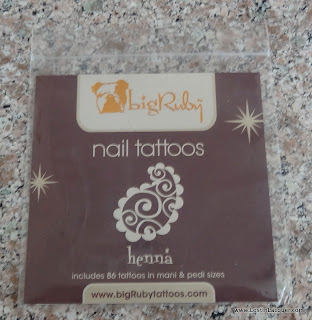 bigRuby
nail tattoos
henna
includes 86 tattoos in mani & pedi sizes
www.bigRubytattoos.com